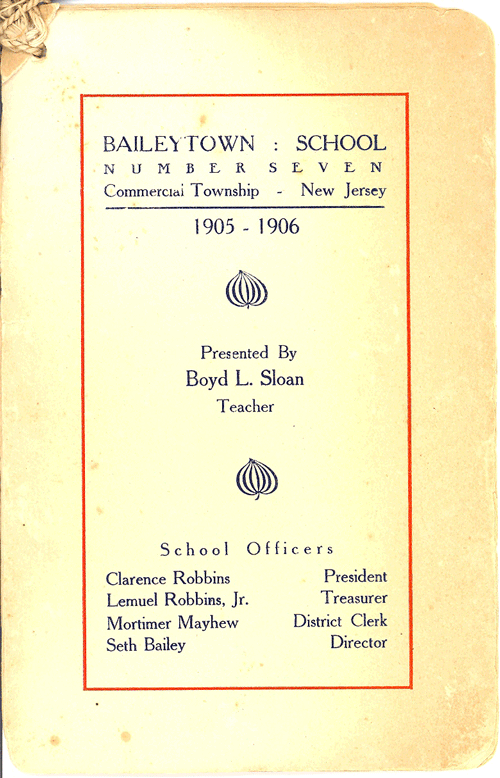 BAILEYTOWN : SCHOOL
NUMBER SEVEN
Commercial Township - New Jersey
1905 - 1906
Presented By
Boyd L. Sloan
Teacher
School Officers
Clarence Robbins President
Lemuel Robbins, Jr. Treasurer
Mortimer Mayhew District Clerk
Seth Bailey Director